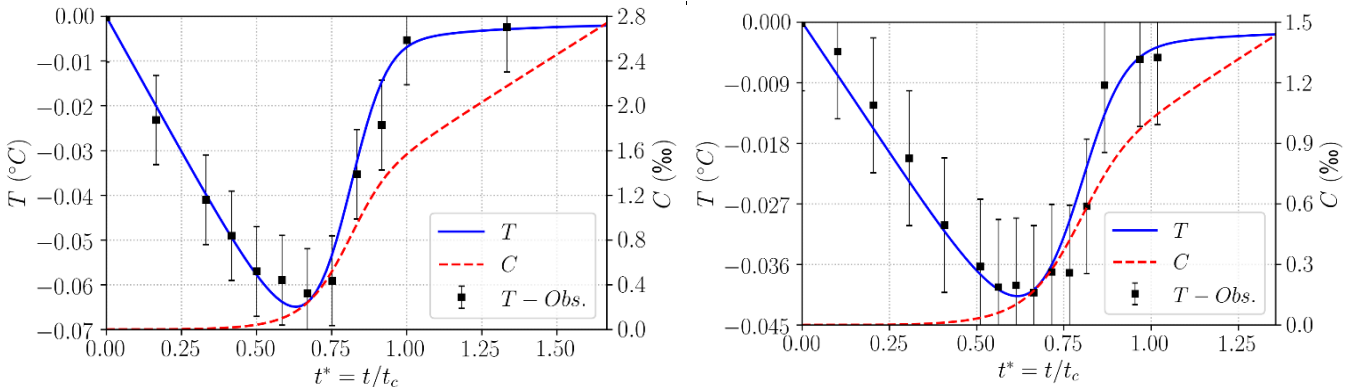 0.00
−0.01
−0.02
−0.03
−0.04
−0.05
−0.06
−0.07
T (°C)
2.8
2.4
2.0
1.6
1.2
0.8
0.4
0.0
C (‰)
T
C
T − Obs.
0.00 0.25 0.50 0.75 1.00 1.25 1.50
t* = t/t_c
0.000
−0.009
−0.018
−0.027
−0.036
−0.045
T (°C)
1.5
1.2
0.9
0.6
0.3
0.0
C (‰)
T
C
T − Obs.
0.00 0.25 0.50 0.75 1.00 1.25
t* = t/t_c